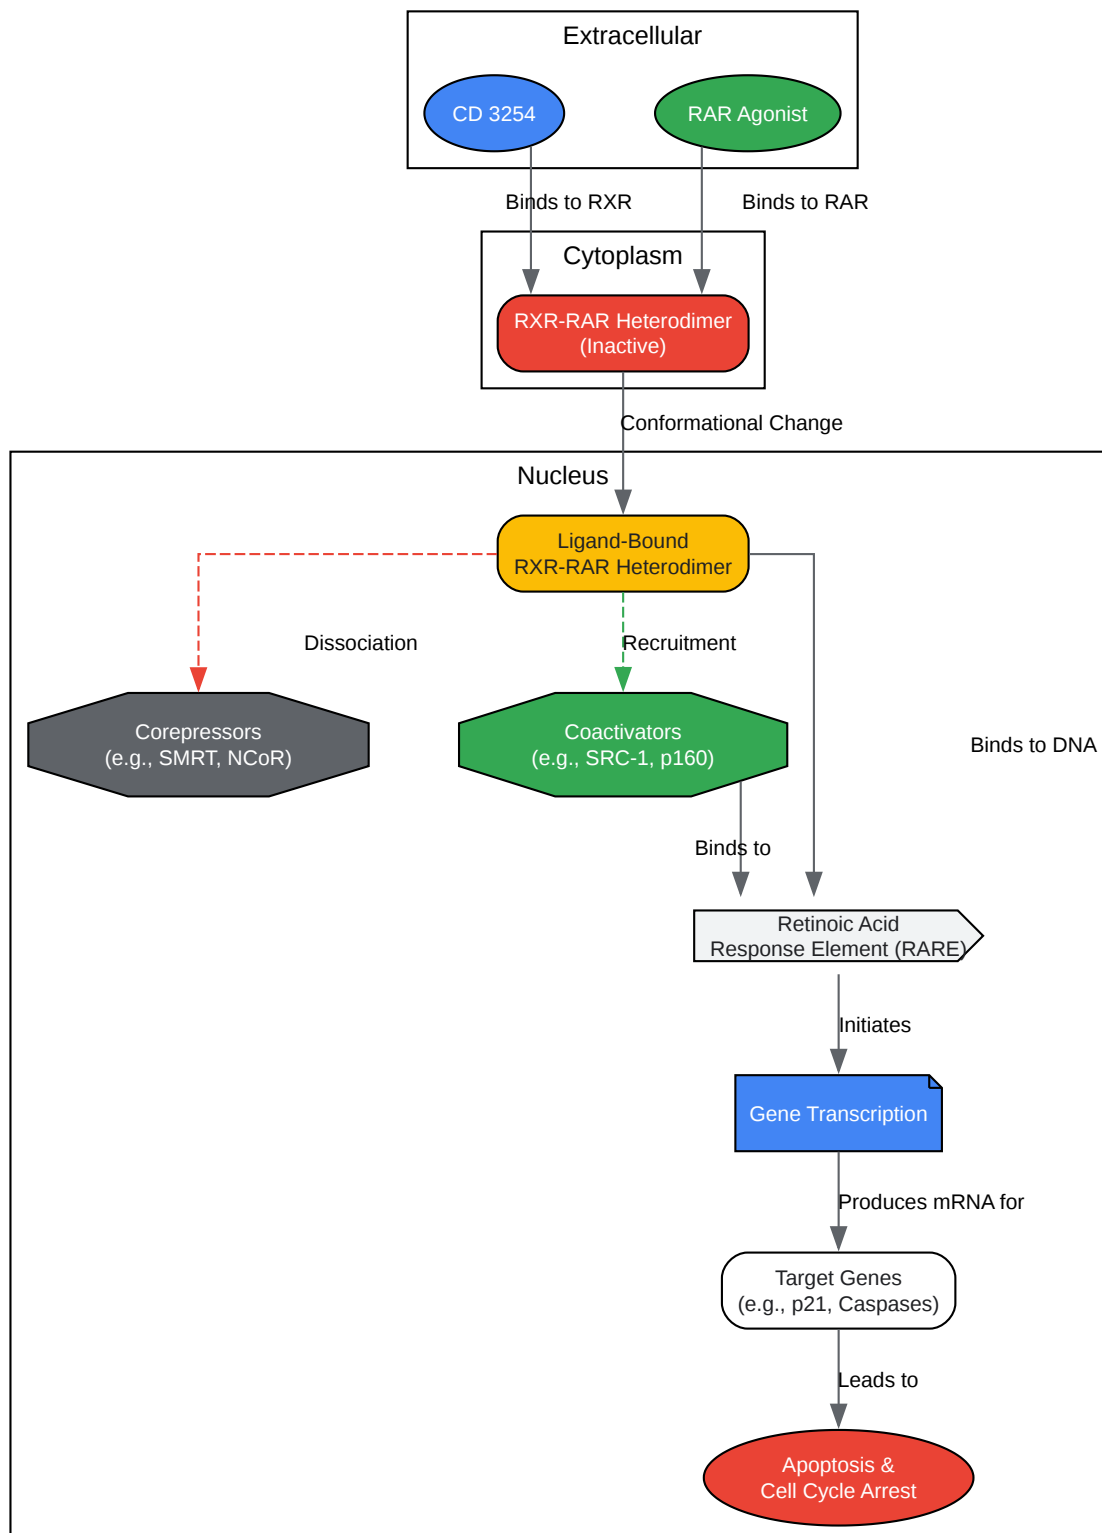 Extracellular
CD 3254
RAR Agonist
Binds to RXR
Binds to RAR
Cytoplasm
RXR-RAR Heterodimer
(Inactive)
Conformational Change
Nucleus
Ligand-Bound
RXR-RAR Heterodimer
Dissociation
Recruitment
Corepressors
(e.g., SMRT, NCoR)
Coactivators
(e.g., SRC-1, p160)
Binds to DNA
Binds to
Retinoic Acid
Response Element (RARE)
Initiates
Gene Transcription
Produces mRNA for
Target Genes
(e.g., p21, Caspases)
Leads to
Apoptosis &
Cell Cycle Arrest